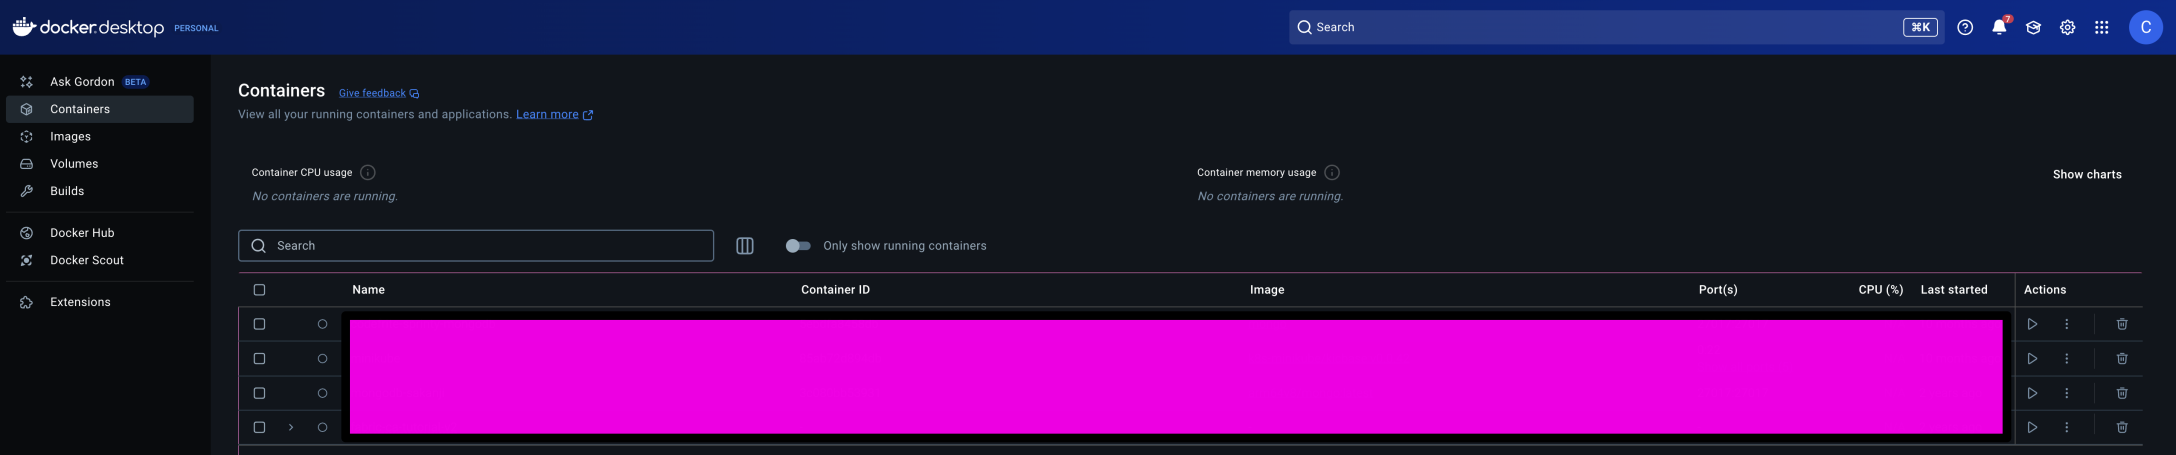 docker desktop PERSONAL
Search ⌘K 7 C
Ask Gordon BETA
Containers
Images
Volumes
Builds
Docker Hub
Docker Scout
Extensions
Containers Give feedback
View all your running containers and applications. Learn more
Container CPU usage
No containers are running.
Container memory usage
No containers are running.
Show charts
Search
Only show running containers
Name Container ID Image Port(s) CPU (%) Last started Actions